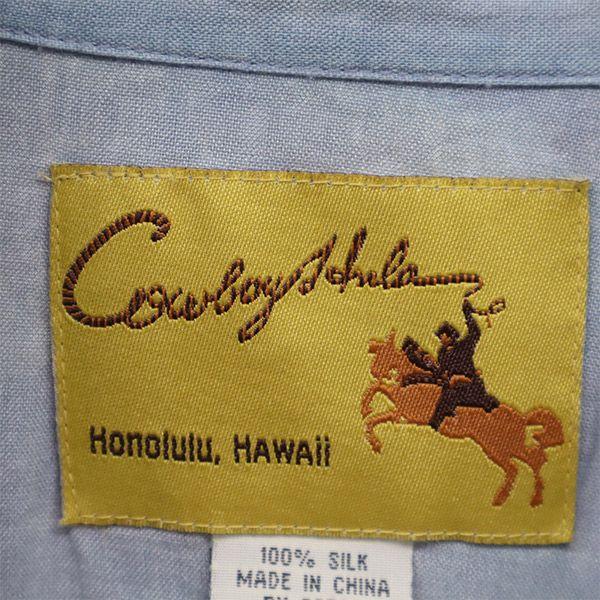 Cowboy Hula
Honolulu, HAWAII
100% SILK
MADE IN CHINA